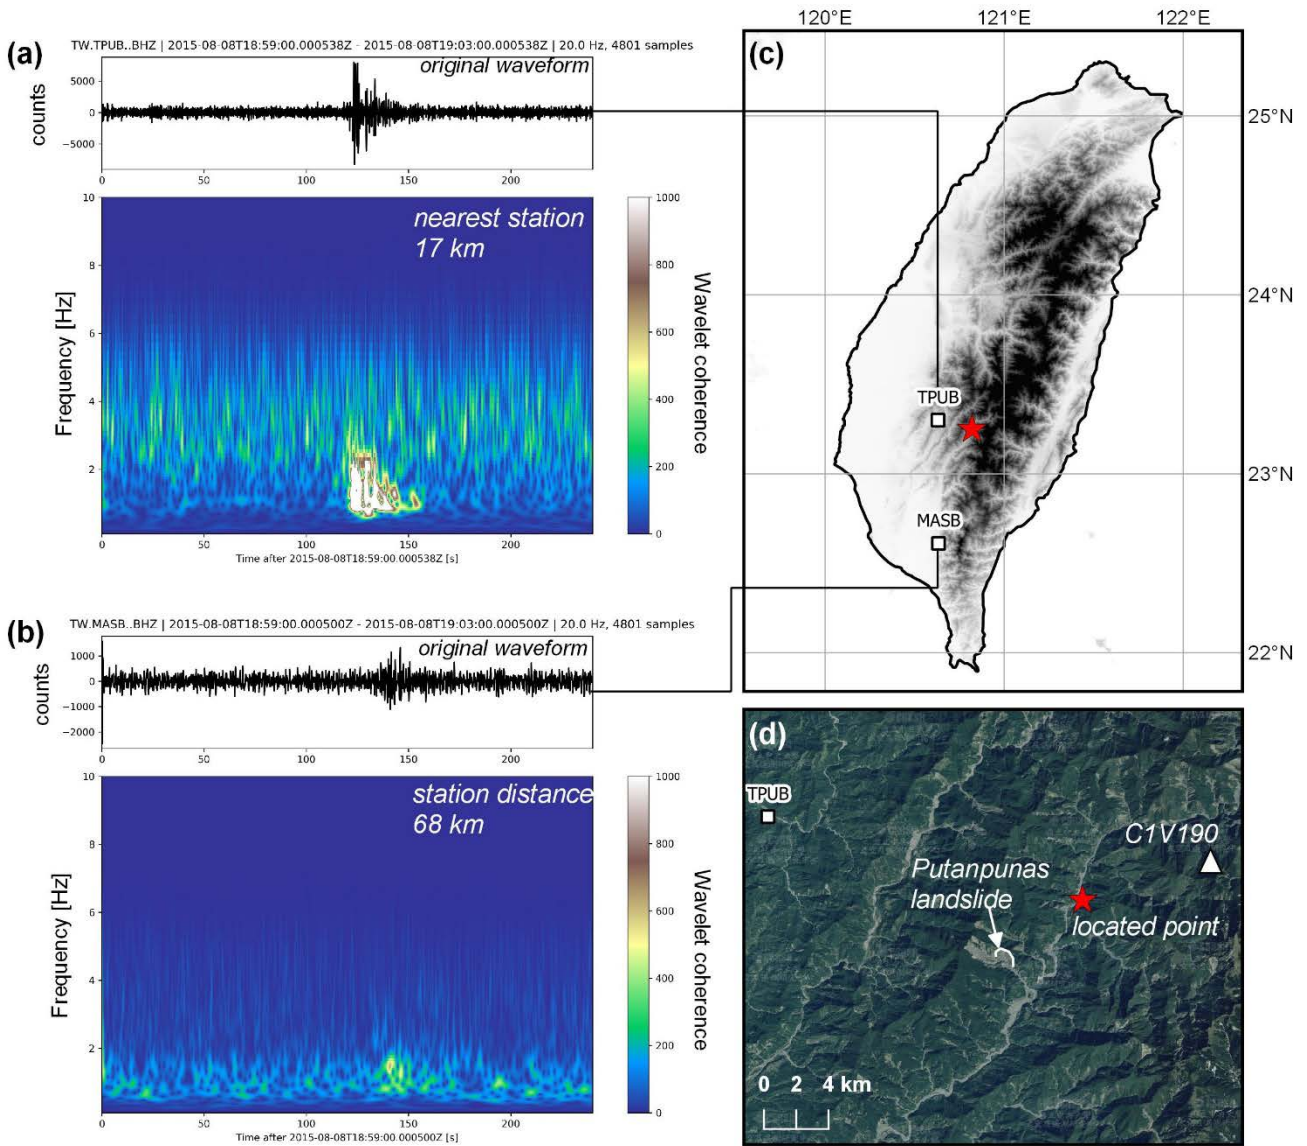 (a)
TW.TPUB..BHZ | 2015-08-08T18:59:00.000538Z - 2015-08-08T19:03:00.000538Z | 20.0 Hz, 4801 samples
original waveform
counts
5000
0
−5000
0 50 100 150 200
nearest station
17 km
Frequency [Hz]
10
8
6
4
2
0 50 100 150 200
Time after 2015-08-08T18:59:00.000538Z [s]
1000
800
600
400
200
0
Wavelet coherence
(b)
TW.MASB..BHZ | 2015-08-08T18:59:00.000500Z - 2015-08-08T19:03:00.000500Z | 20.0 Hz, 4801 samples
original waveform
counts
1000
0
−1000
−2000
0 50 100 150 200
station distance
68 km
Frequency [Hz]
10
8
6
4
2
0 50 100 150 200
Time after 2015-08-08T18:59:00.000500Z [s]
1000
800
600
400
200
0
Wavelet coherence
120°E 121°E 122°E
(c)
25°N
24°N
23°N
22°N
TPUB
MASB
(d)
TPUB
C1V190
Putanpunas
landslide
located point
0 2 4 km